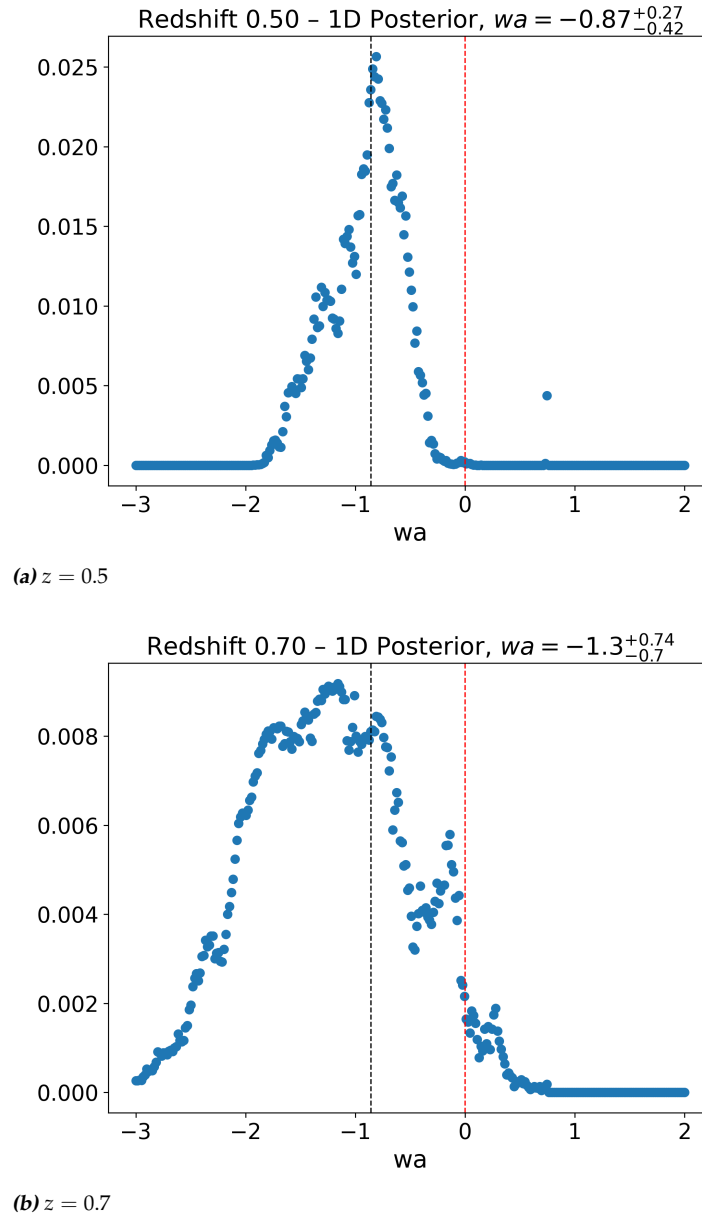 Redshift 0.50 – 1D Posterior, wa = −0.87 +0.27 −0.42
0.025
0.020
0.015
0.010
0.005
0.000
−3 −2 −1 0 1 2
wa
(a) z = 0.5
Redshift 0.70 – 1D Posterior, wa = −1.3 +0.74 −0.7
0.008
0.006
0.004
0.002
0.000
−3 −2 −1 0 1 2
wa
(b) z = 0.7